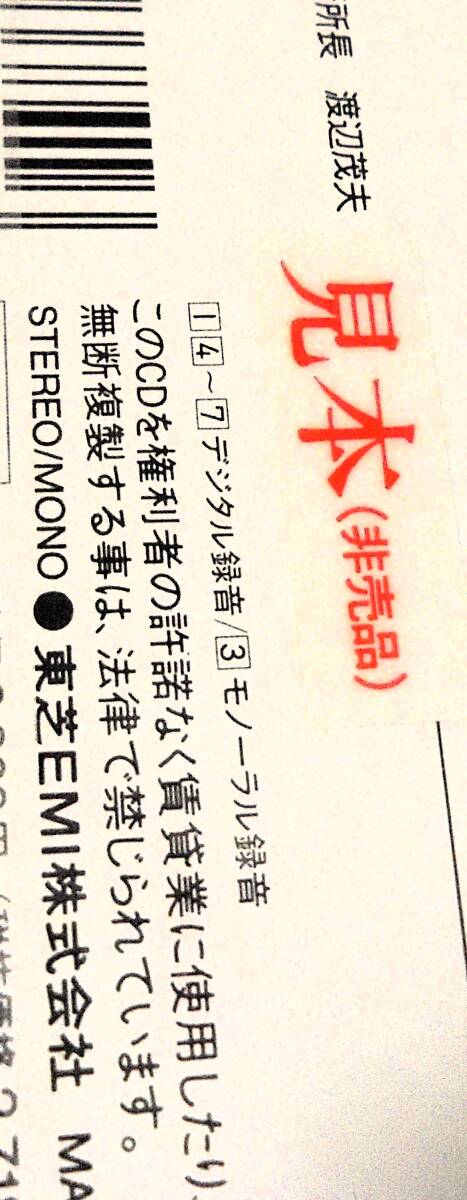 所長 渡辺茂夫
見本(非売品)
1 4～7 デジタル録音/3 モノーラル録音
このCDを権利者の許諾なく賃貸業に使用したり、
無断複製する事は、法律で禁じられています。
STEREO/MONO ● 東芝EMI株式会社 MA